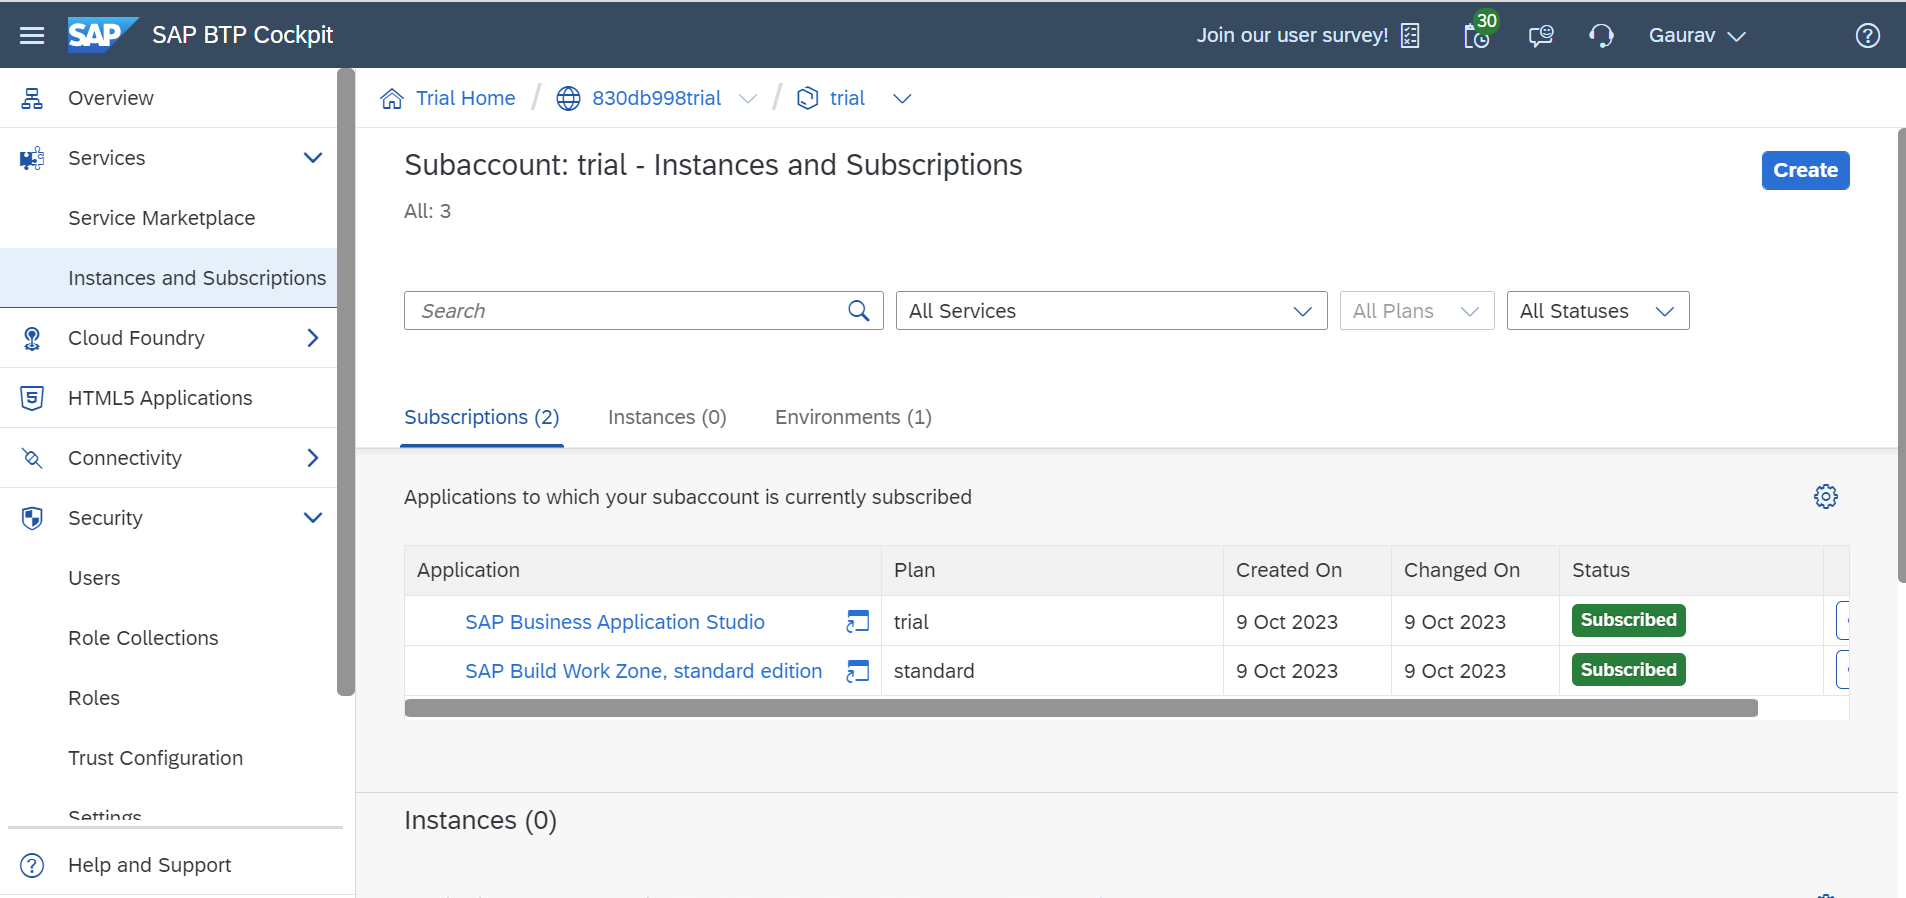 SAP SAP BTP Cockpit
Join our user survey! 30 Gaurav
Overview
Services
Service Marketplace
Instances and Subscriptions
Cloud Foundry
HTML5 Applications
Connectivity
Security
Users
Role Collections
Roles
Trust Configuration
Settings
Help and Support
Trial Home / 830db998trial / trial
Subaccount: trial - Instances and Subscriptions
Create
All: 3
Search All Services All Plans All Statuses
Subscriptions (2) Instances (0) Environments (1)
Applications to which your subaccount is currently subscribed
Application Plan Created On Changed On Status
SAP Business Application Studio trial 9 Oct 2023 9 Oct 2023 Subscribed
SAP Build Work Zone, standard edition standard 9 Oct 2023 9 Oct 2023 Subscribed
Instances (0)